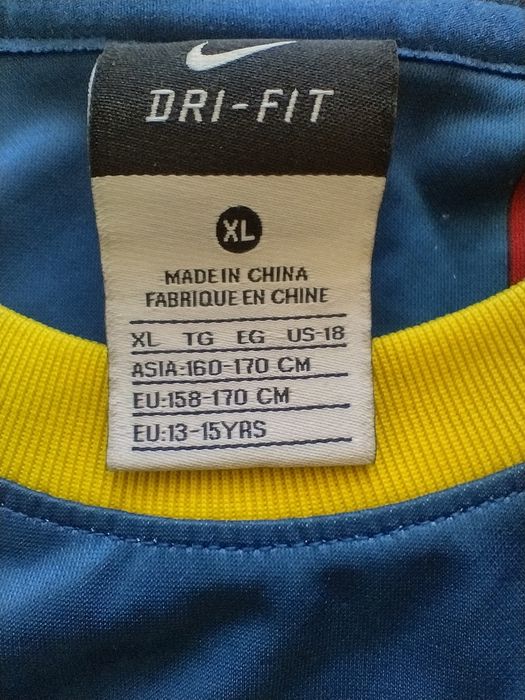 DRI-FIT
XL
MADE IN CHINA
FABRIQUE EN CHINE
XL TG EG US-18
ASIA:160-170 CM
EU:158-170 CM
EU:13-15YRS